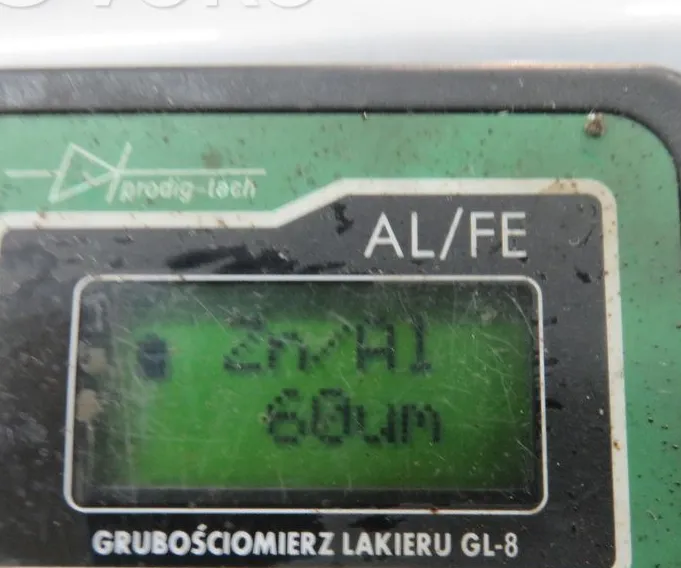 prodig-tech
AL/FE
Zn/Al
60um
GRUBOŚCIOMIERZ LAKIERU GL-8